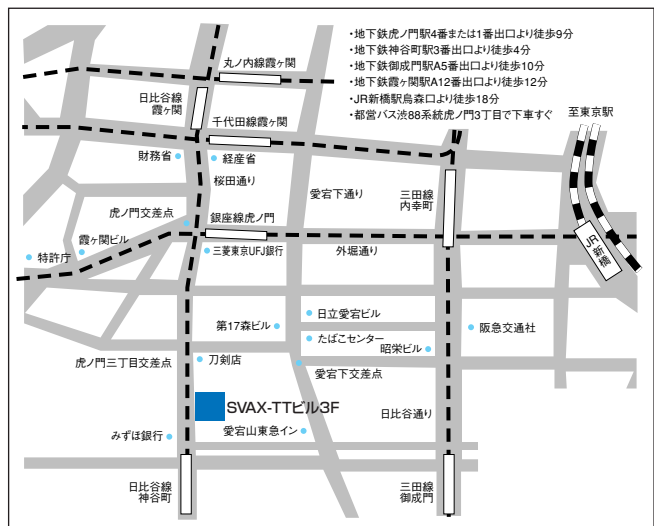 ・地下鉄虎ノ門駅4番または1番出口より徒歩9分
・地下鉄神谷町駅3番出口より徒歩4分
・地下鉄御成門駅A5番出口より徒歩10分
・地下鉄霞ヶ関駅A12番出口より徒歩12分
・JR新橋駅烏森口より徒歩18分
・都営バス渋88系統虎ノ門3丁目で下車すぐ
丸ノ内線霞ヶ関
日比谷線
霞ヶ関
千代田線霞ヶ関
至東京駅
財務省
経産省
桜田通り
愛宕下通り
三田線
内幸町
虎ノ門交差点
銀座線虎ノ門
霞ヶ関ビル
特許庁
三菱東京UFJ銀行
外堀通り
JR新橋
日立愛宕ビル
第17森ビル
たばこセンター
昭栄ビル
阪急交通社
虎ノ門三丁目交差点
刀剣店
愛宕下交差点
SVAX-TTビル3F
日比谷通り
みずほ銀行
愛宕山東急イン
日比谷線
神谷町
三田線
御成門